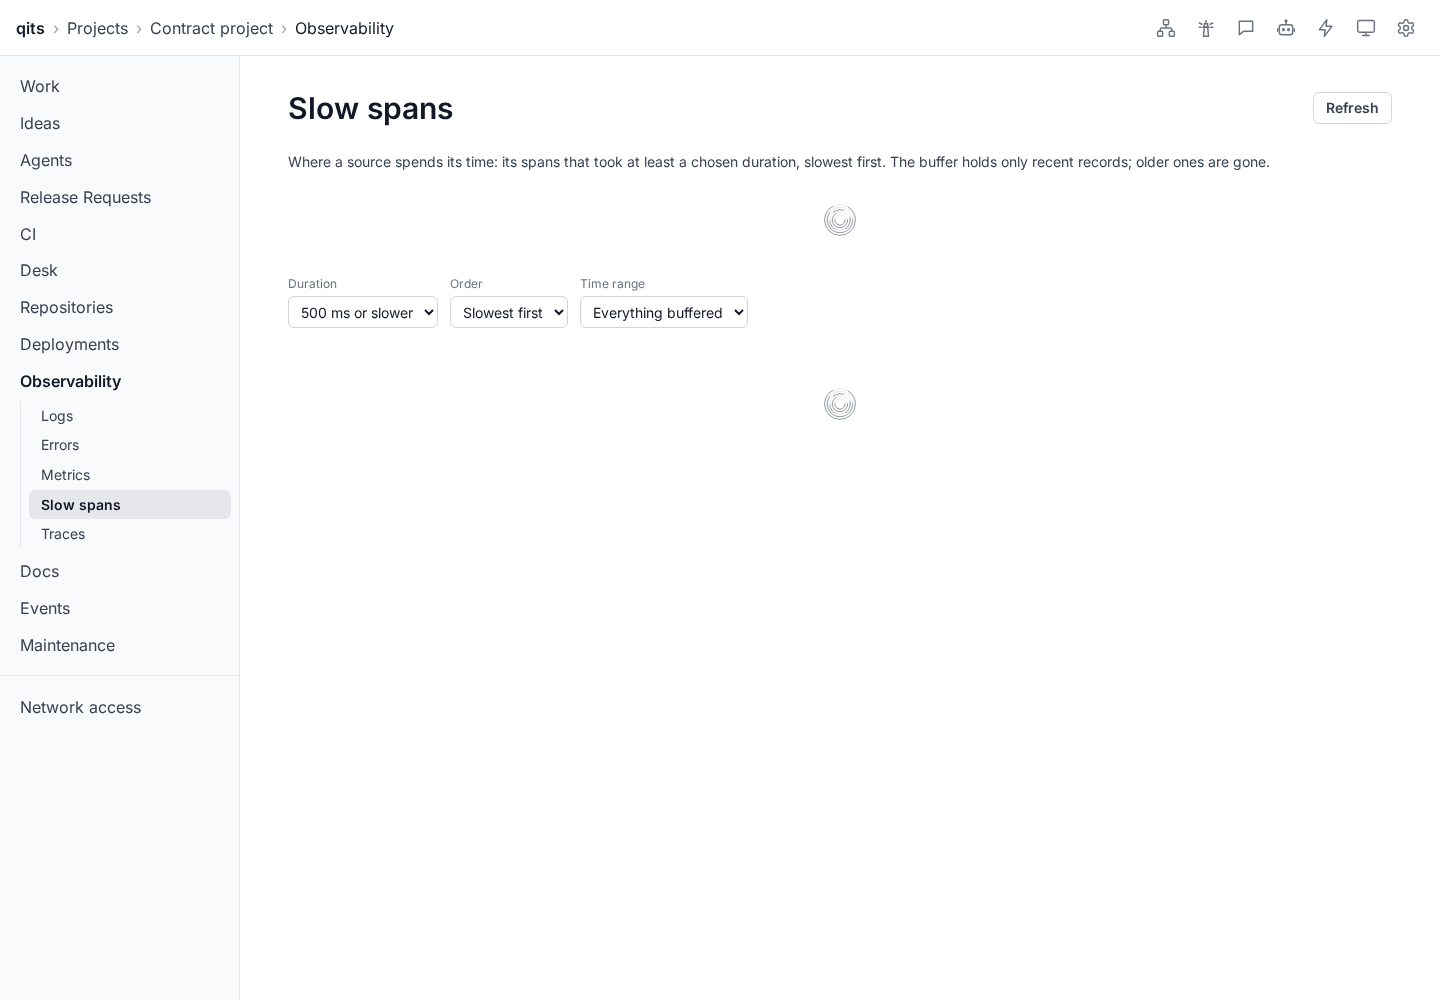 qits › Projects › Contract project › Observability
Work
Ideas
Agents
Release Requests
CI
Desk
Repositories
Deployments
Observability
Logs
Errors
Metrics
Slow spans
Traces
Docs
Events
Maintenance
Network access
Slow spans
Refresh
Where a source spends its time: its spans that took at least a chosen duration, slowest first. The buffer holds only recent records; older ones are gone.
Duration Order Time range
500 ms or slower Slowest first Everything buffered